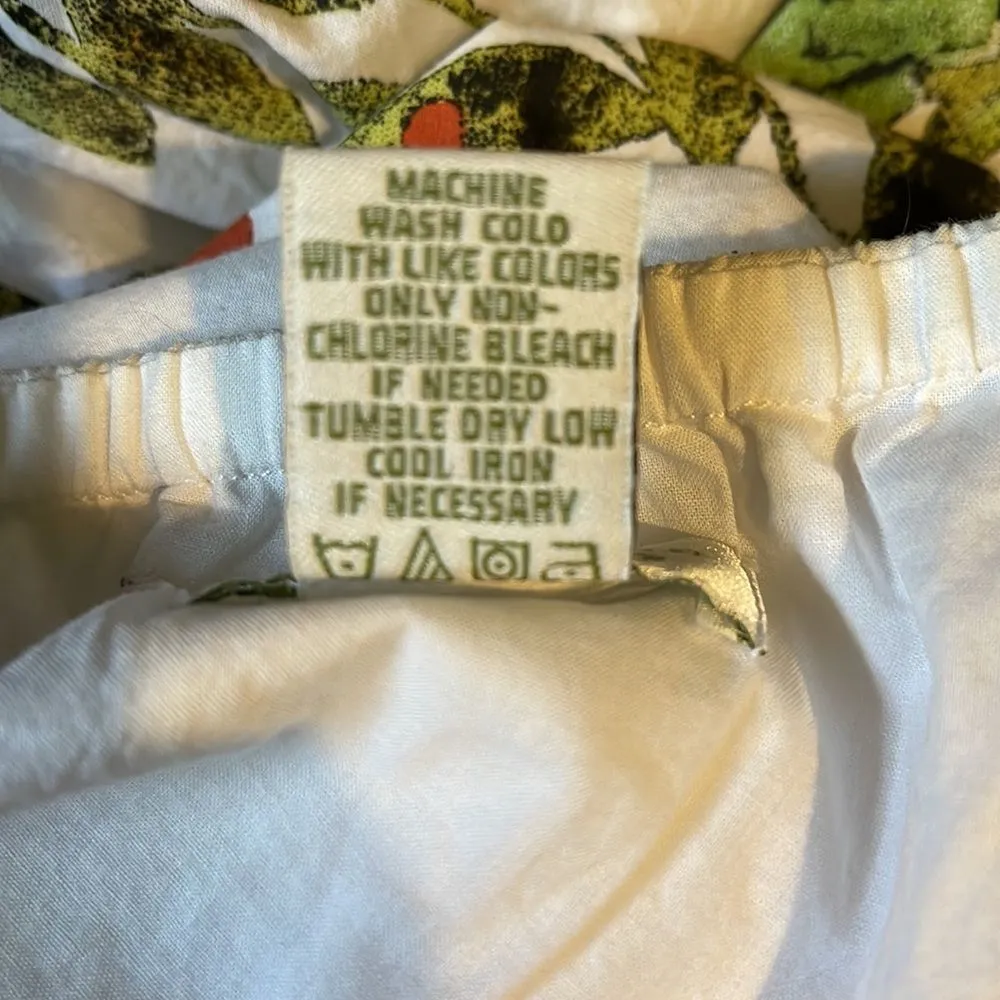 MACHINE
WASH COLD
WITH LIKE COLORS
ONLY NON-
CHLORINE BLEACH
IF NEEDED
TUMBLE DRY LOW
COOL IRON
IF NECESSARY